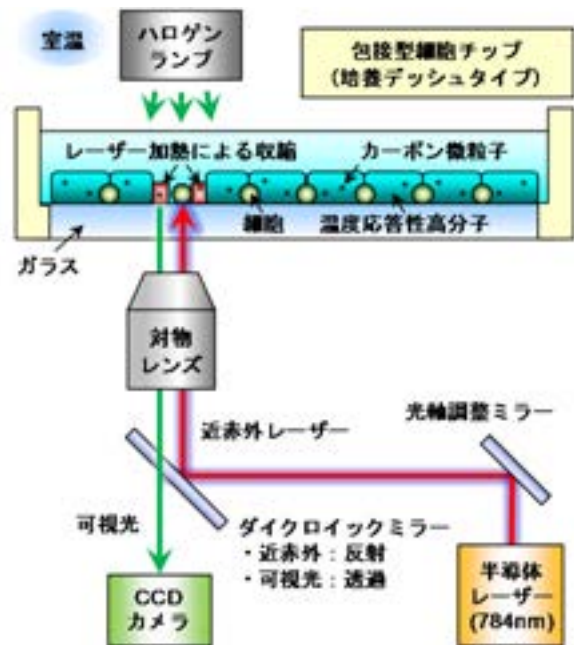 室温
ハロゲン
ランプ
包接型細胞チップ
(培養デッシュタイプ)
レーザー加熱による収縮
カーボン微粒子
細胞
温度応答性高分子
ガラス
対物
レンズ
光軸調整ミラー
近赤外レーザー
可視光
ダイクロイックミラー
・近赤外：反射
・可視光：透過
CCD
カメラ
半導体
レーザー
(784nm)